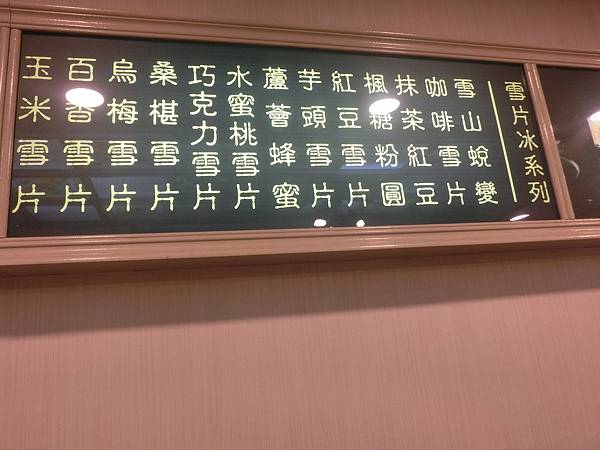 雪片冰系列
雪山蛻變
咖啡雪片
抹茶紅豆
楓糖粉圓
紅豆雪片
芋頭雪片
蘆薈蜂蜜
水蜜桃雪片
巧克力雪片
桑椹雪片
烏梅雪片
百香雪片
玉米雪片